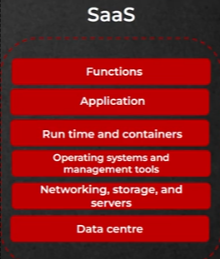 SaaS
Functions
Application
Run time and containers
Operating systems and
management tools
Networking, storage, and
servers
Data centre